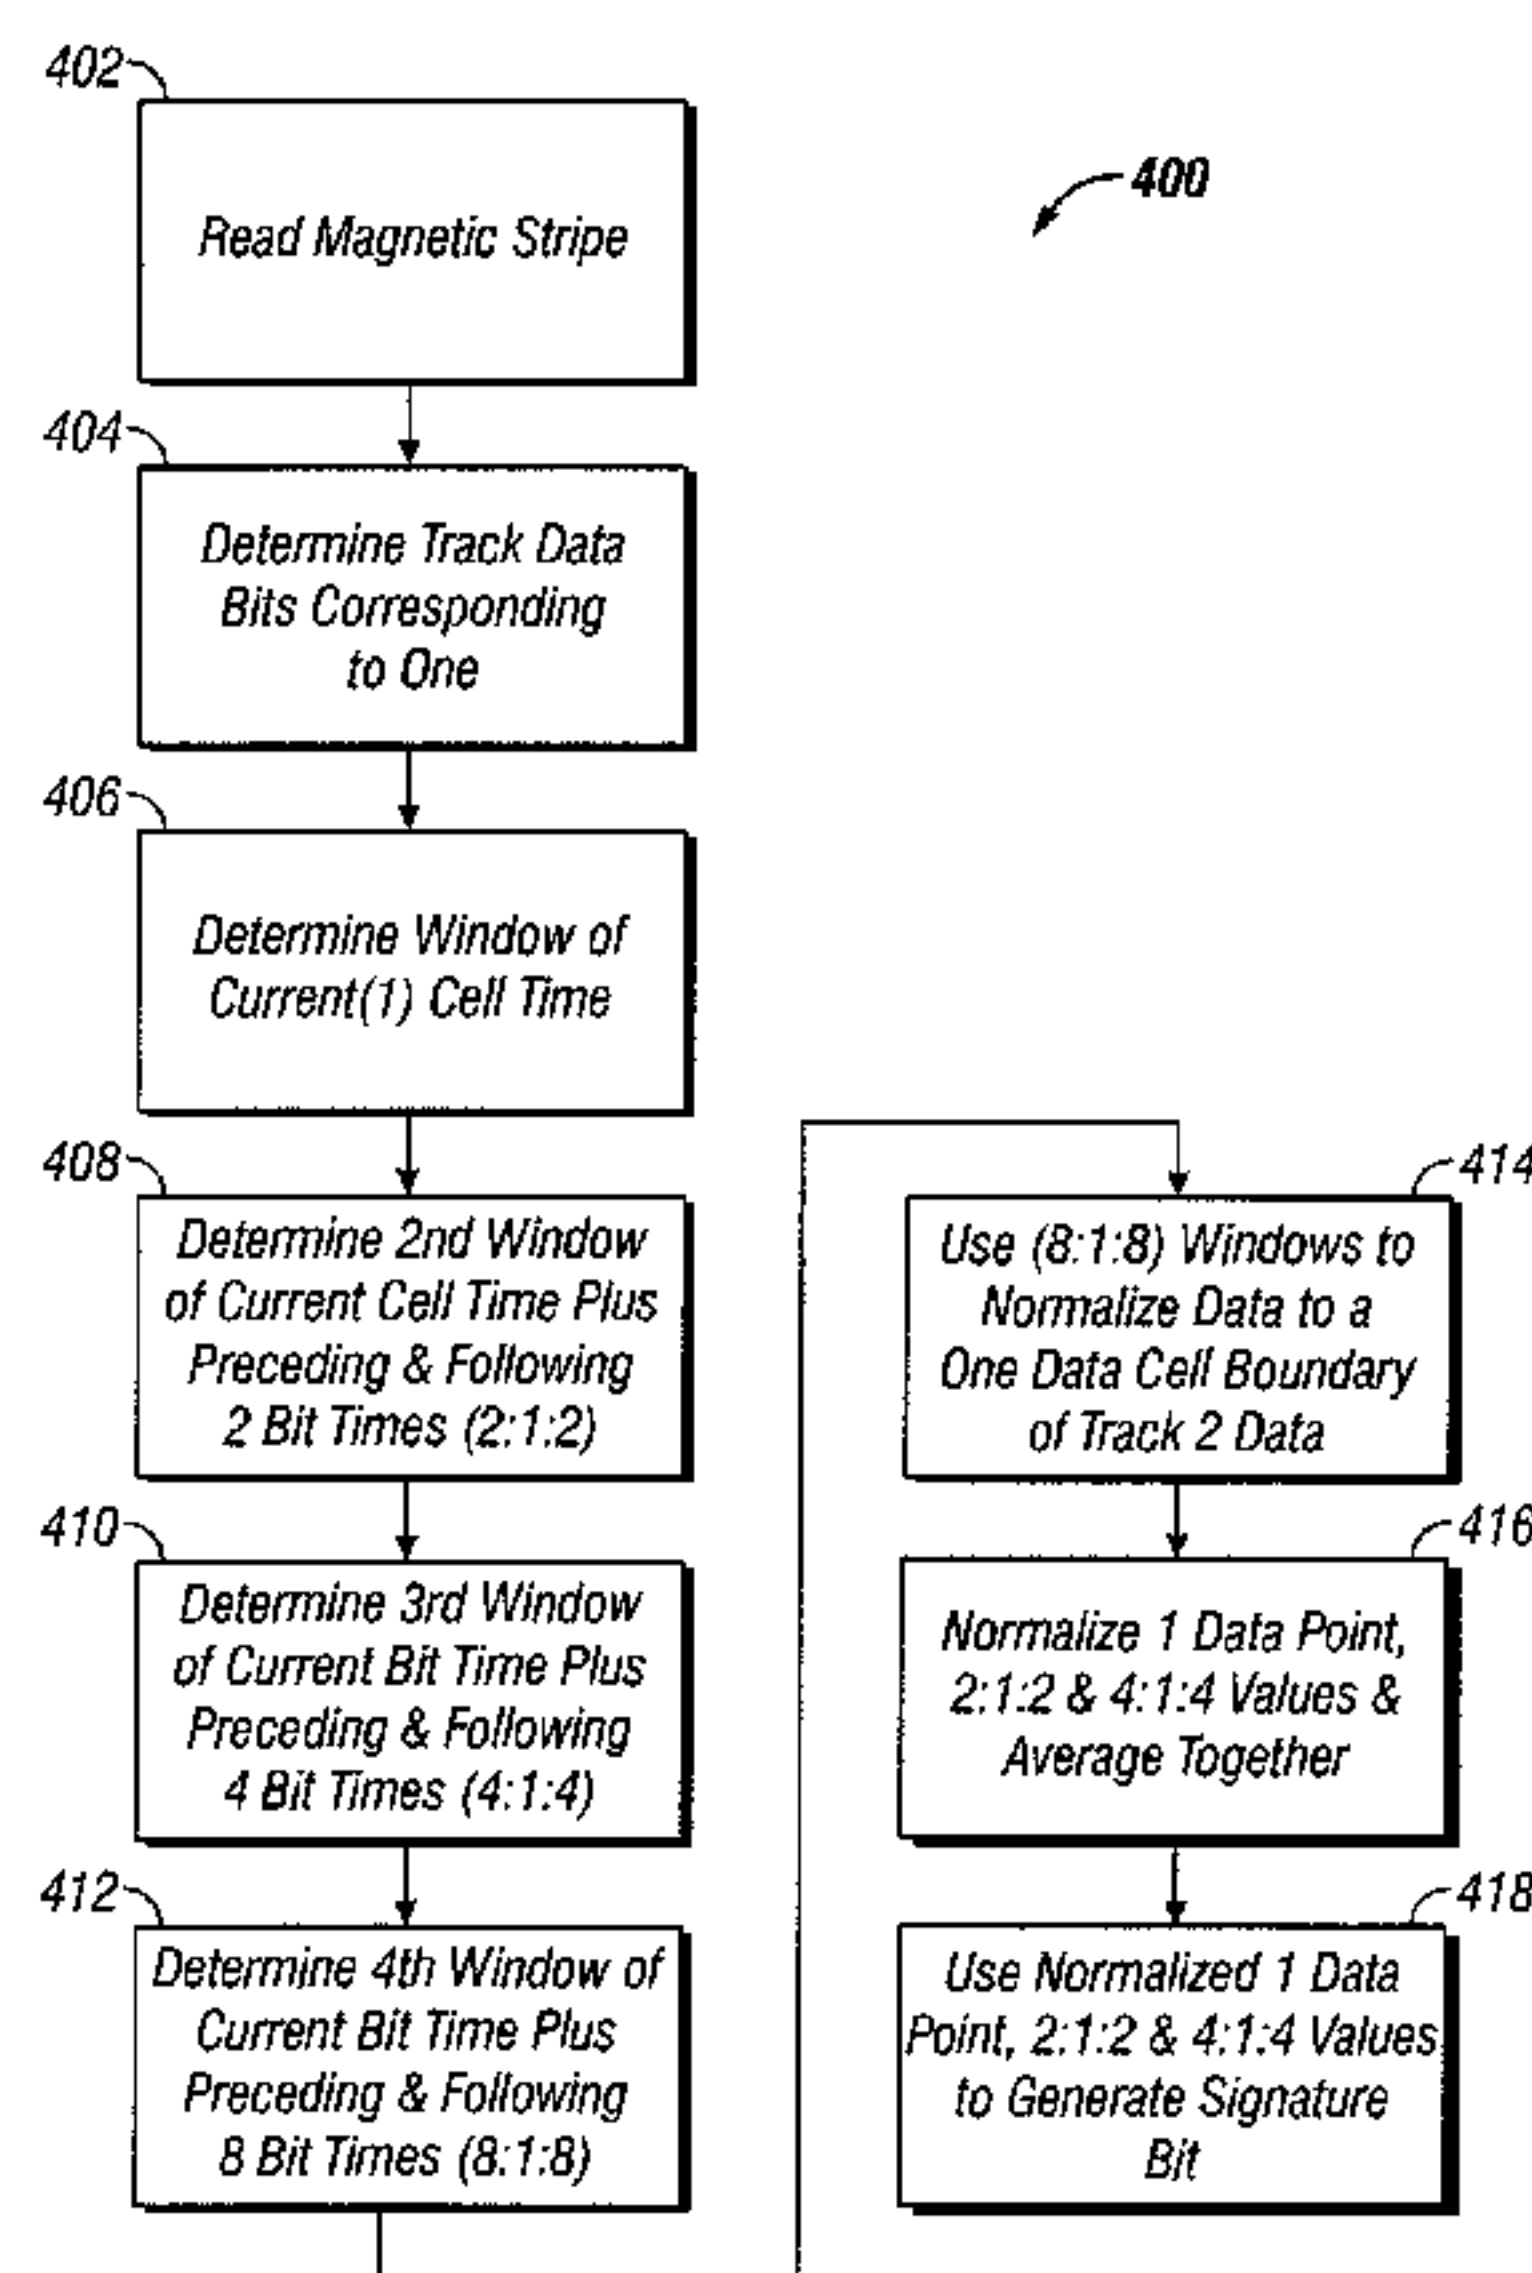 402
Read Magnetic Stripe
400
404
Determine Track Data
Bits Corresponding
to One
406
Determine Window of
Current(1) Cell Time
408
Determine 2nd Window
of Current Cell Time Plus
Preceding & Following
2 Bit Times (2:1:2)
410
Determine 3rd Window
of Current Bit Time Plus
Preceding & Following
4 Bit Times (4:1:4)
412
Determine 4th Window of
Current Bit Time Plus
Preceding & Following
8 Bit Times (8:1:8)
414
Use (8:1:8) Windows to
Normalize Data to a
One Data Cell Boundary
of Track 2 Data
416
Normalize 1 Data Point,
2:1:2 & 4:1:4 Values &
Average Together
418
Use Normalized 1 Data
Point, 2:1:2 & 4:1:4 Values
to Generate Signature
Bit